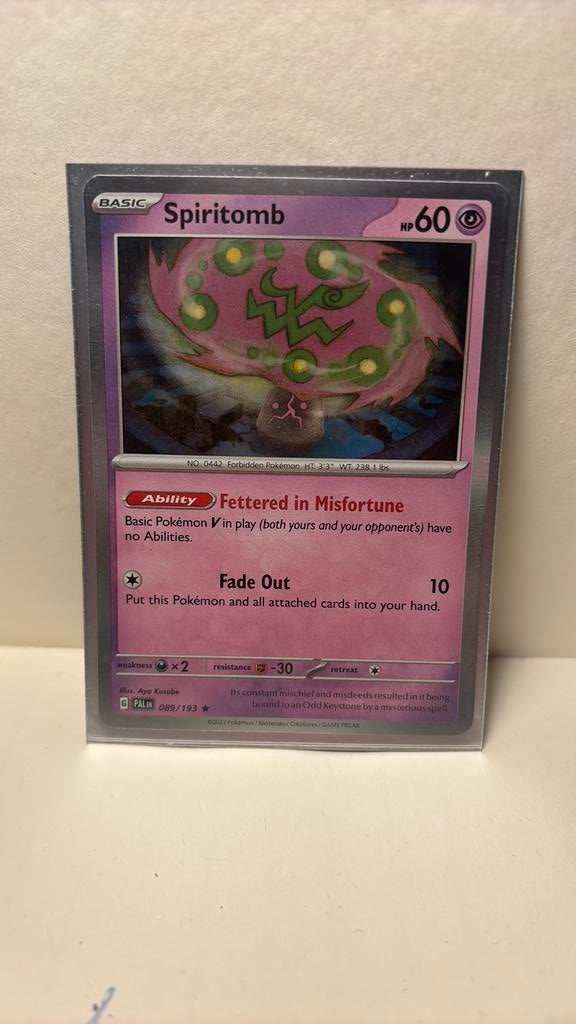 BASIC Spiritomb HP 60
NO. 0442 Forbidden Pokémon HT: 3'3" WT: 238.1 lbs.
Ability Fettered in Misfortune
Basic Pokémon V in play (both yours and your opponent's) have
no Abilities.
Fade Out 10
Put this Pokémon and all attached cards into your hand.
weakness ×2 resistance -30 retreat
Illus. Aya Kusube
Its constant mischief and misdeeds resulted in it being
bound to an Odd Keystone by a mysterious spell.
G PAL EN 089/193 ★
©2023 Pokémon / Nintendo / Creatures / GAME FREAK